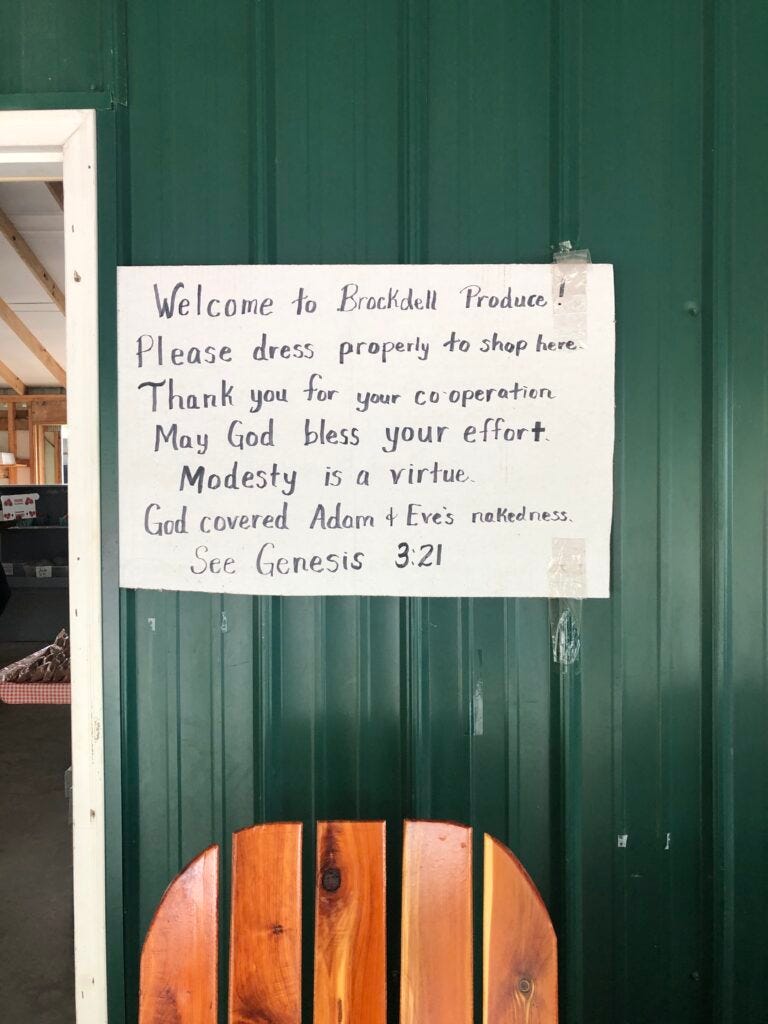 Welcome to Brockdell Produce!
Please dress properly to shop here.
Thank you for your co-operation
May God bless your effort.
Modesty is a virtue.
God covered Adam & Eve's nakedness.
See Genesis 3:21